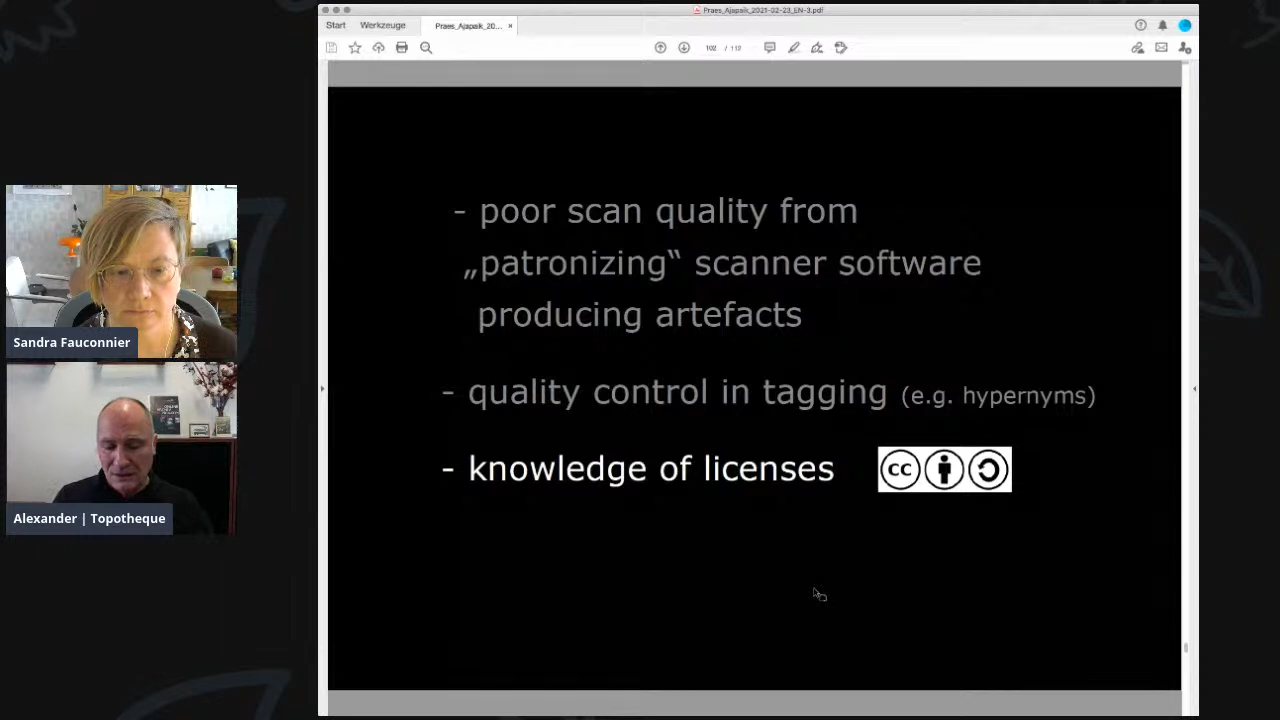 Praes_Ajapaik_2021-02-23_EN-3.pdf
Start Werkzeuge Praes_Ajapaik_20... ×
102 / 112
- poor scan quality from
„patronizing“ scanner software
producing artefacts
- quality control in tagging (e.g. hypernyms)
- knowledge of licenses cc
Sandra Fauconnier
Alexander | Topotheque